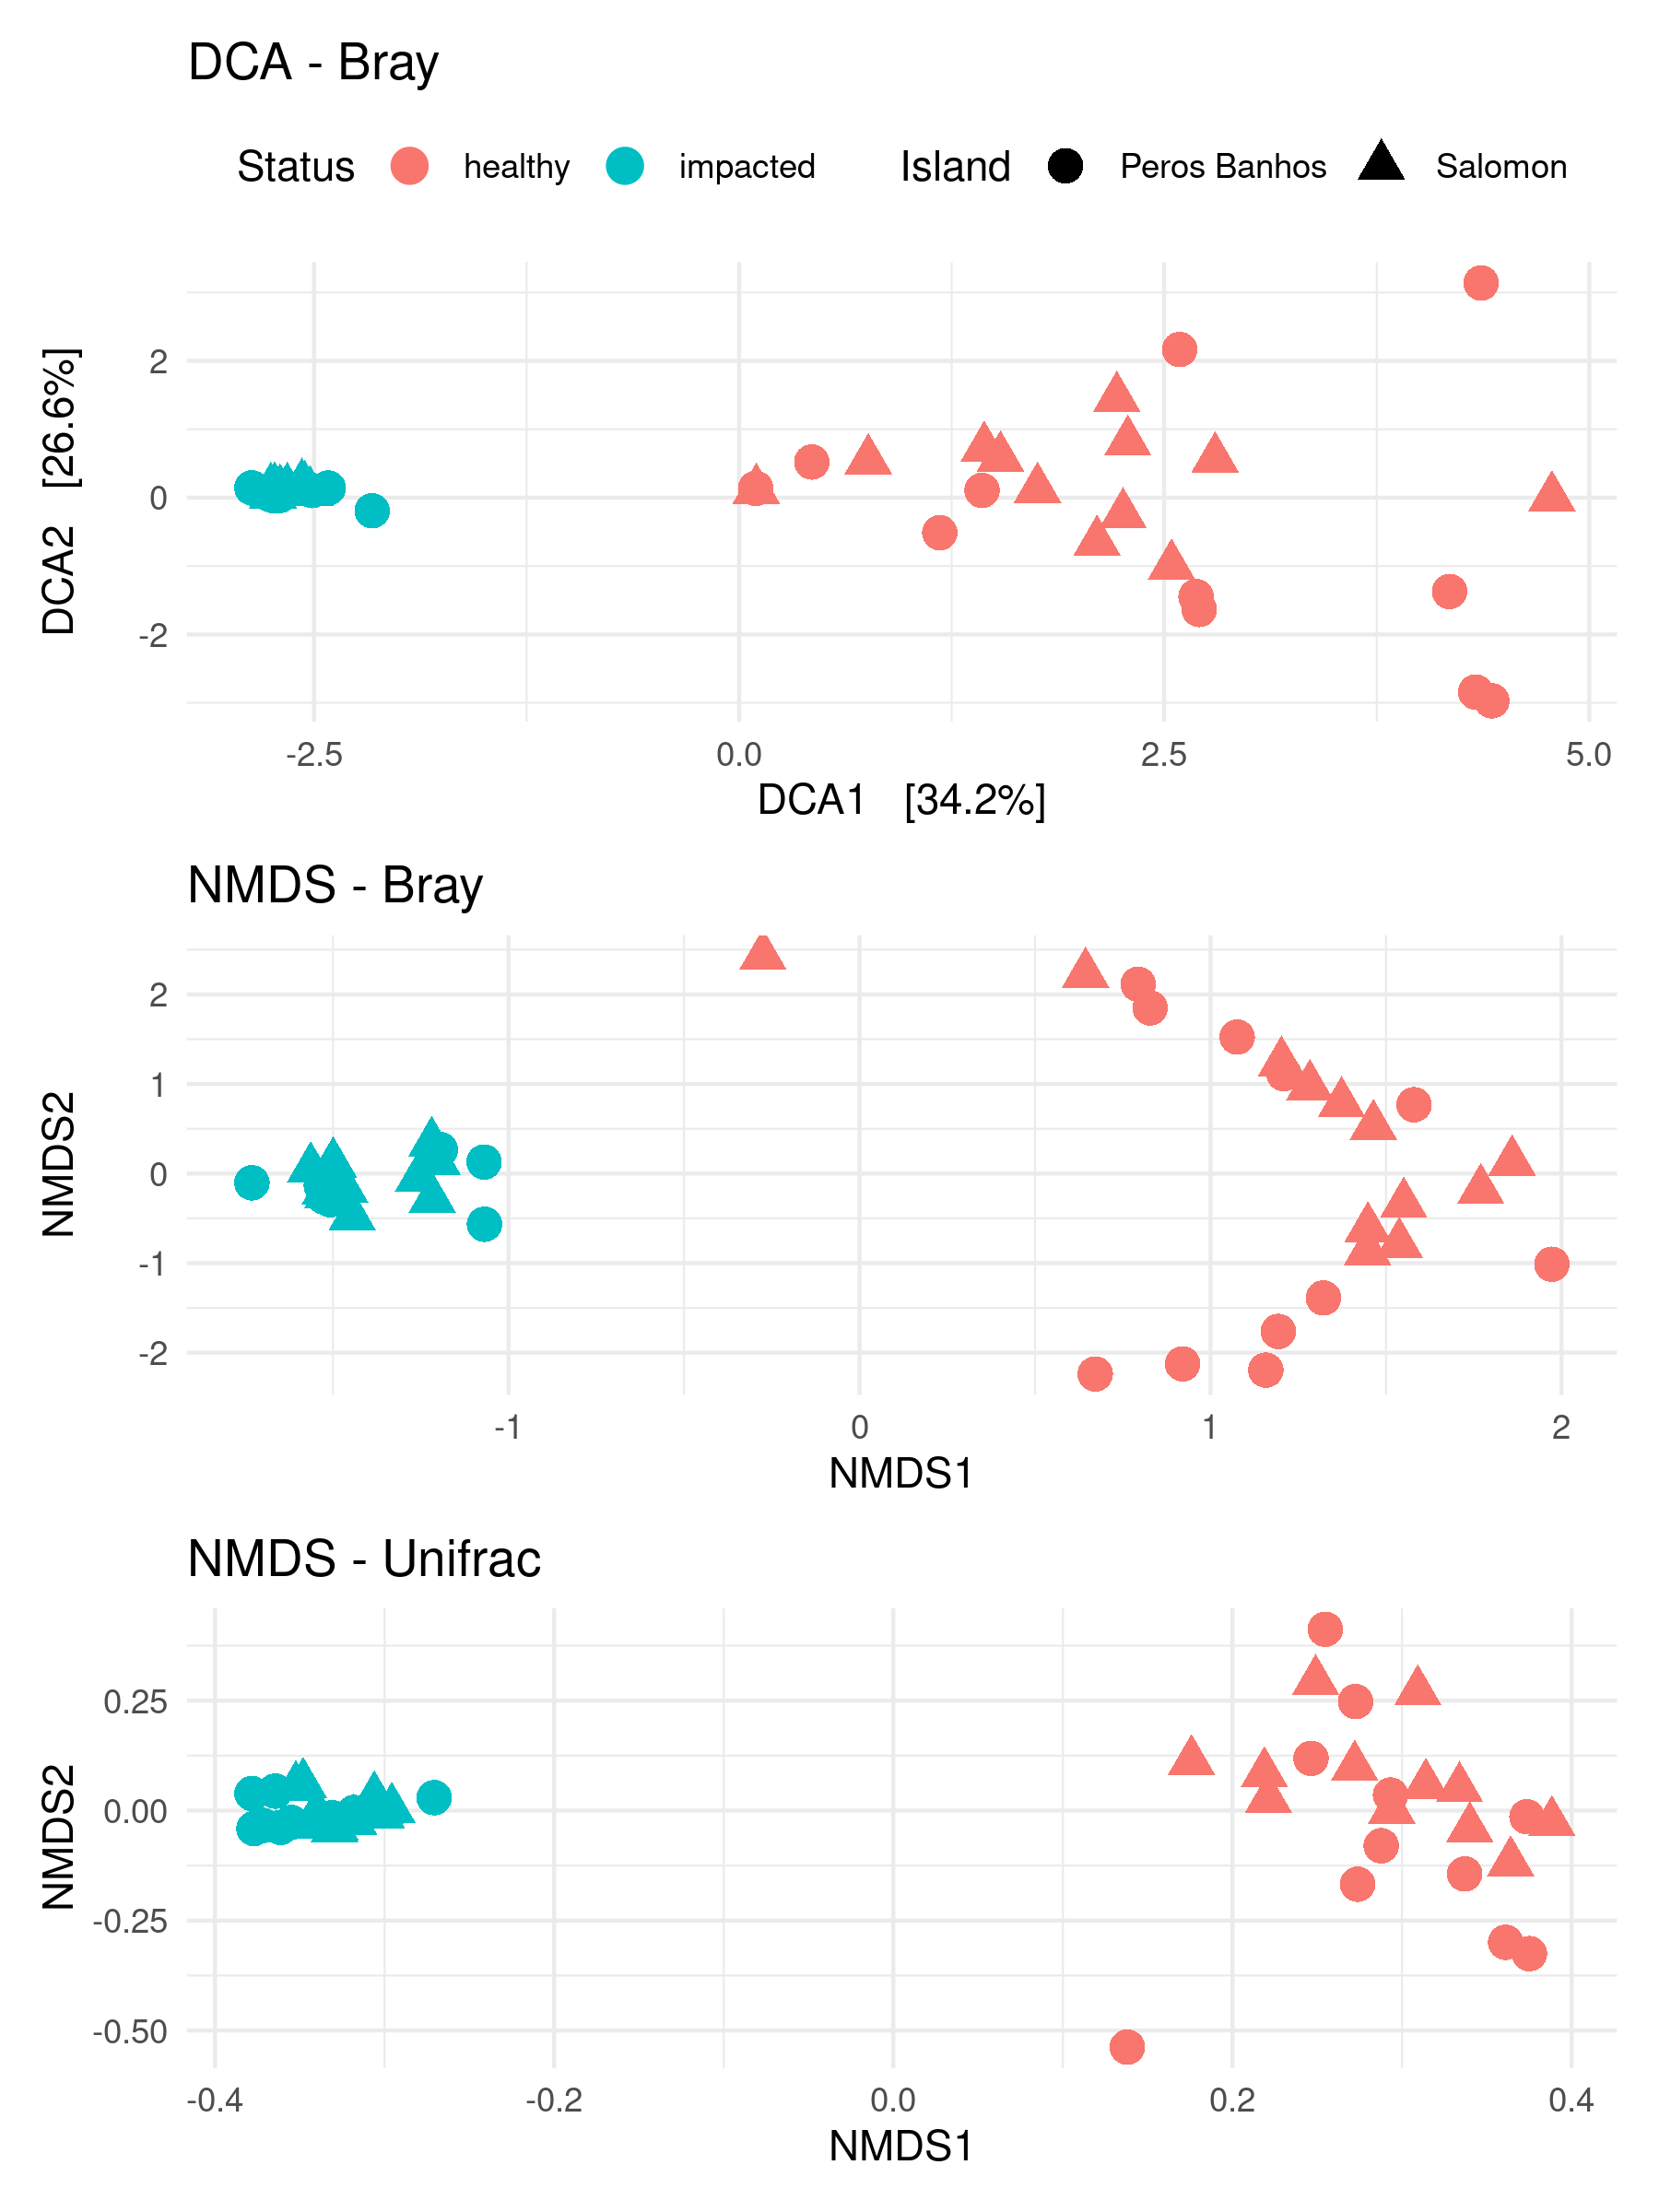 DCA - Bray
Status healthy impacted Island Peros Banhos Salomon
DCA2 [26.6%]
2
0
-2
-2.5 0.0 2.5 5.0
DCA1 [34.2%]
NMDS - Bray
NMDS2
2
1
0
-1
-2
-1 0 1 2
NMDS1
NMDS - Unifrac
NMDS2
0.25
0.00
-0.25
-0.50
-0.4 -0.2 0.0 0.2 0.4
NMDS1